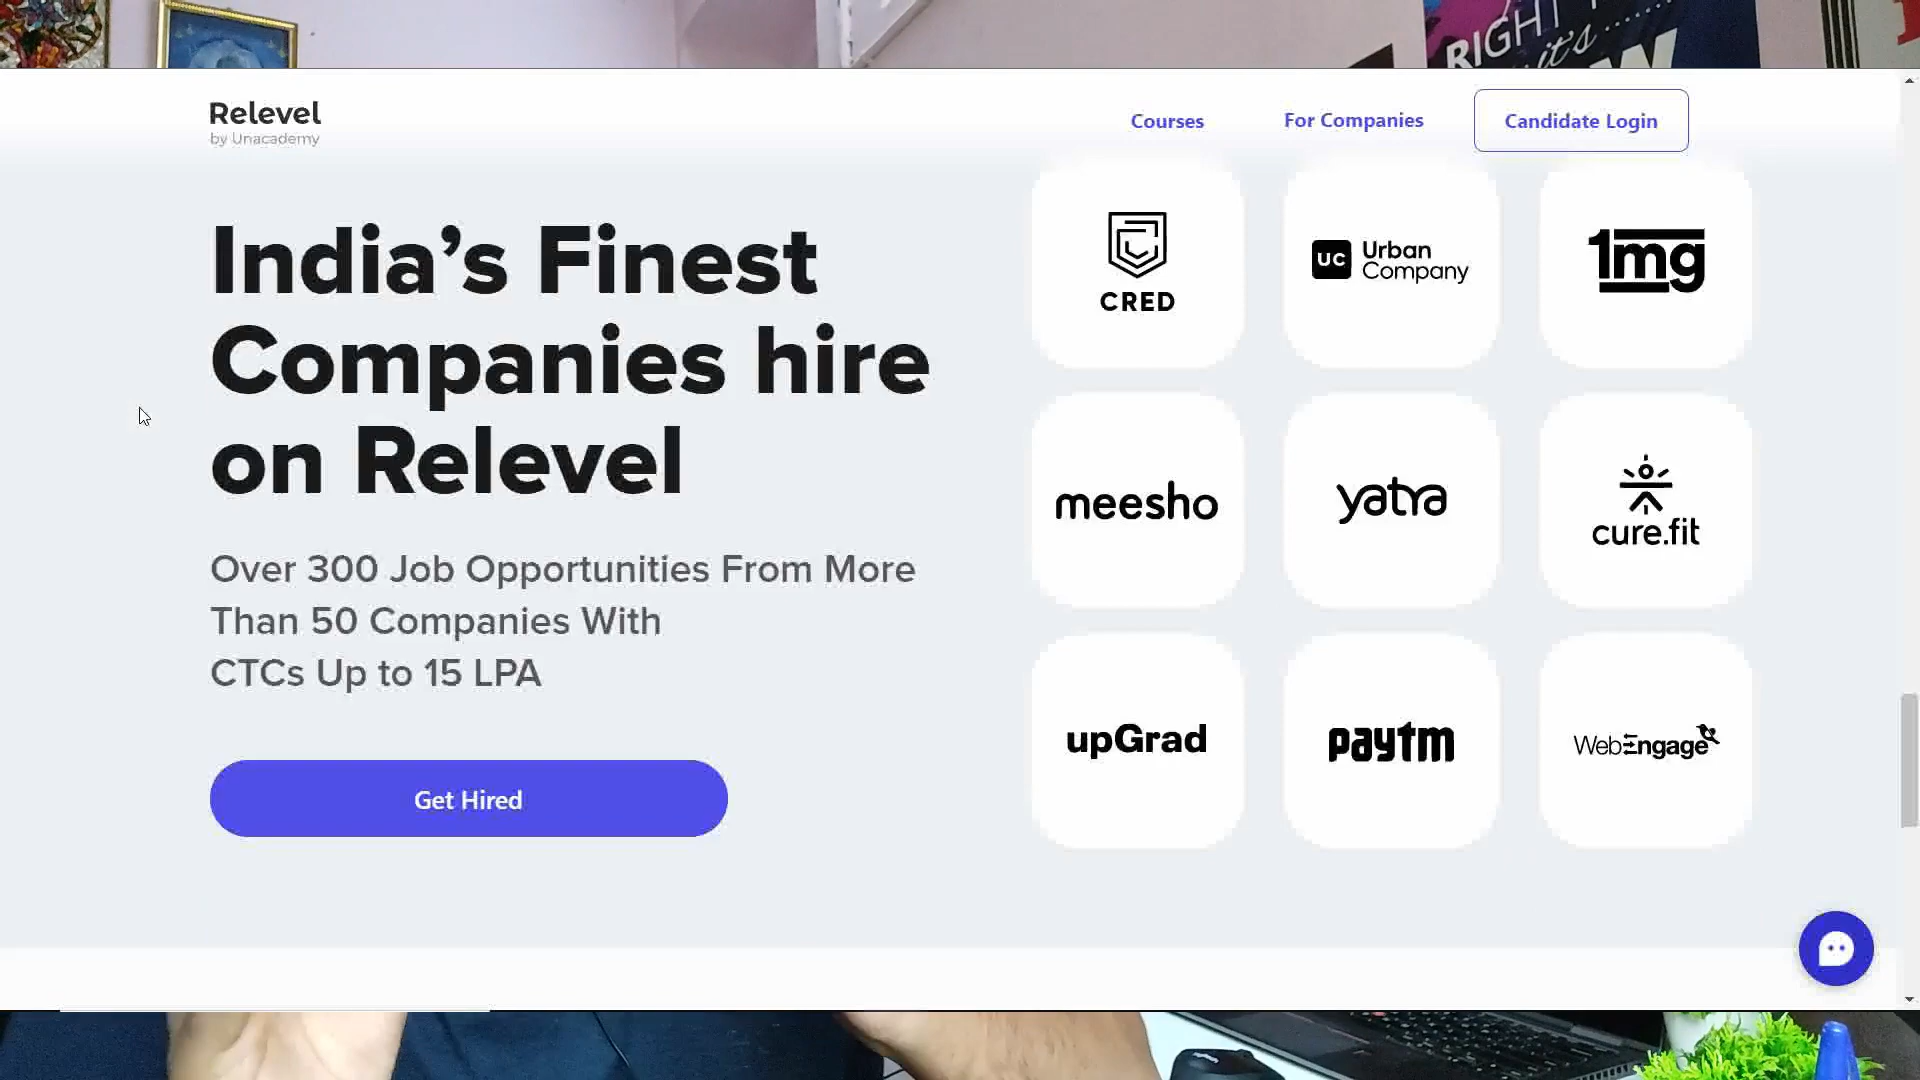 RIGHT
it's
Relevel
by Unacademy
Courses
For Companies
Candidate Login
India's Finest
Companies hire
on Relevel
Over 300 Job Opportunities From More
Than 50 Companies With
CTCs Up to 15 LPA
Get Hired
CRED
UC Urban
Company
1mg
meesho
yatra
cure.fit
upGrad
paytm
WebEngage